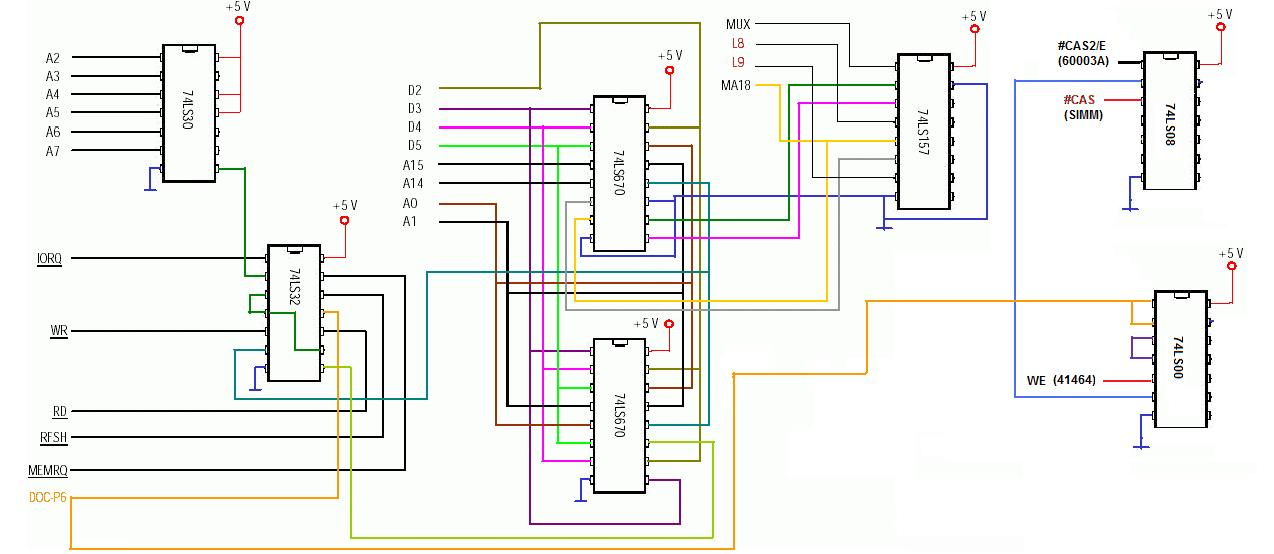 +5 V
A2
A3
A4
A5
A6
A7
74LS30
+5 V
IORQ
WR
RD
RFSH
MEMRQ
DOC-P6
74LS32
D2
D3
D4
D5
A15
A14
A0
A1
+5 V
74LS670
+5 V
74LS670
MUX
L8
L9
MA18
+5 V
74LS157
+5 V
#CAS2/E
(60003A)
#CAS
(SIMM)
74LS08
+5 V
WE (41464)
74LS00